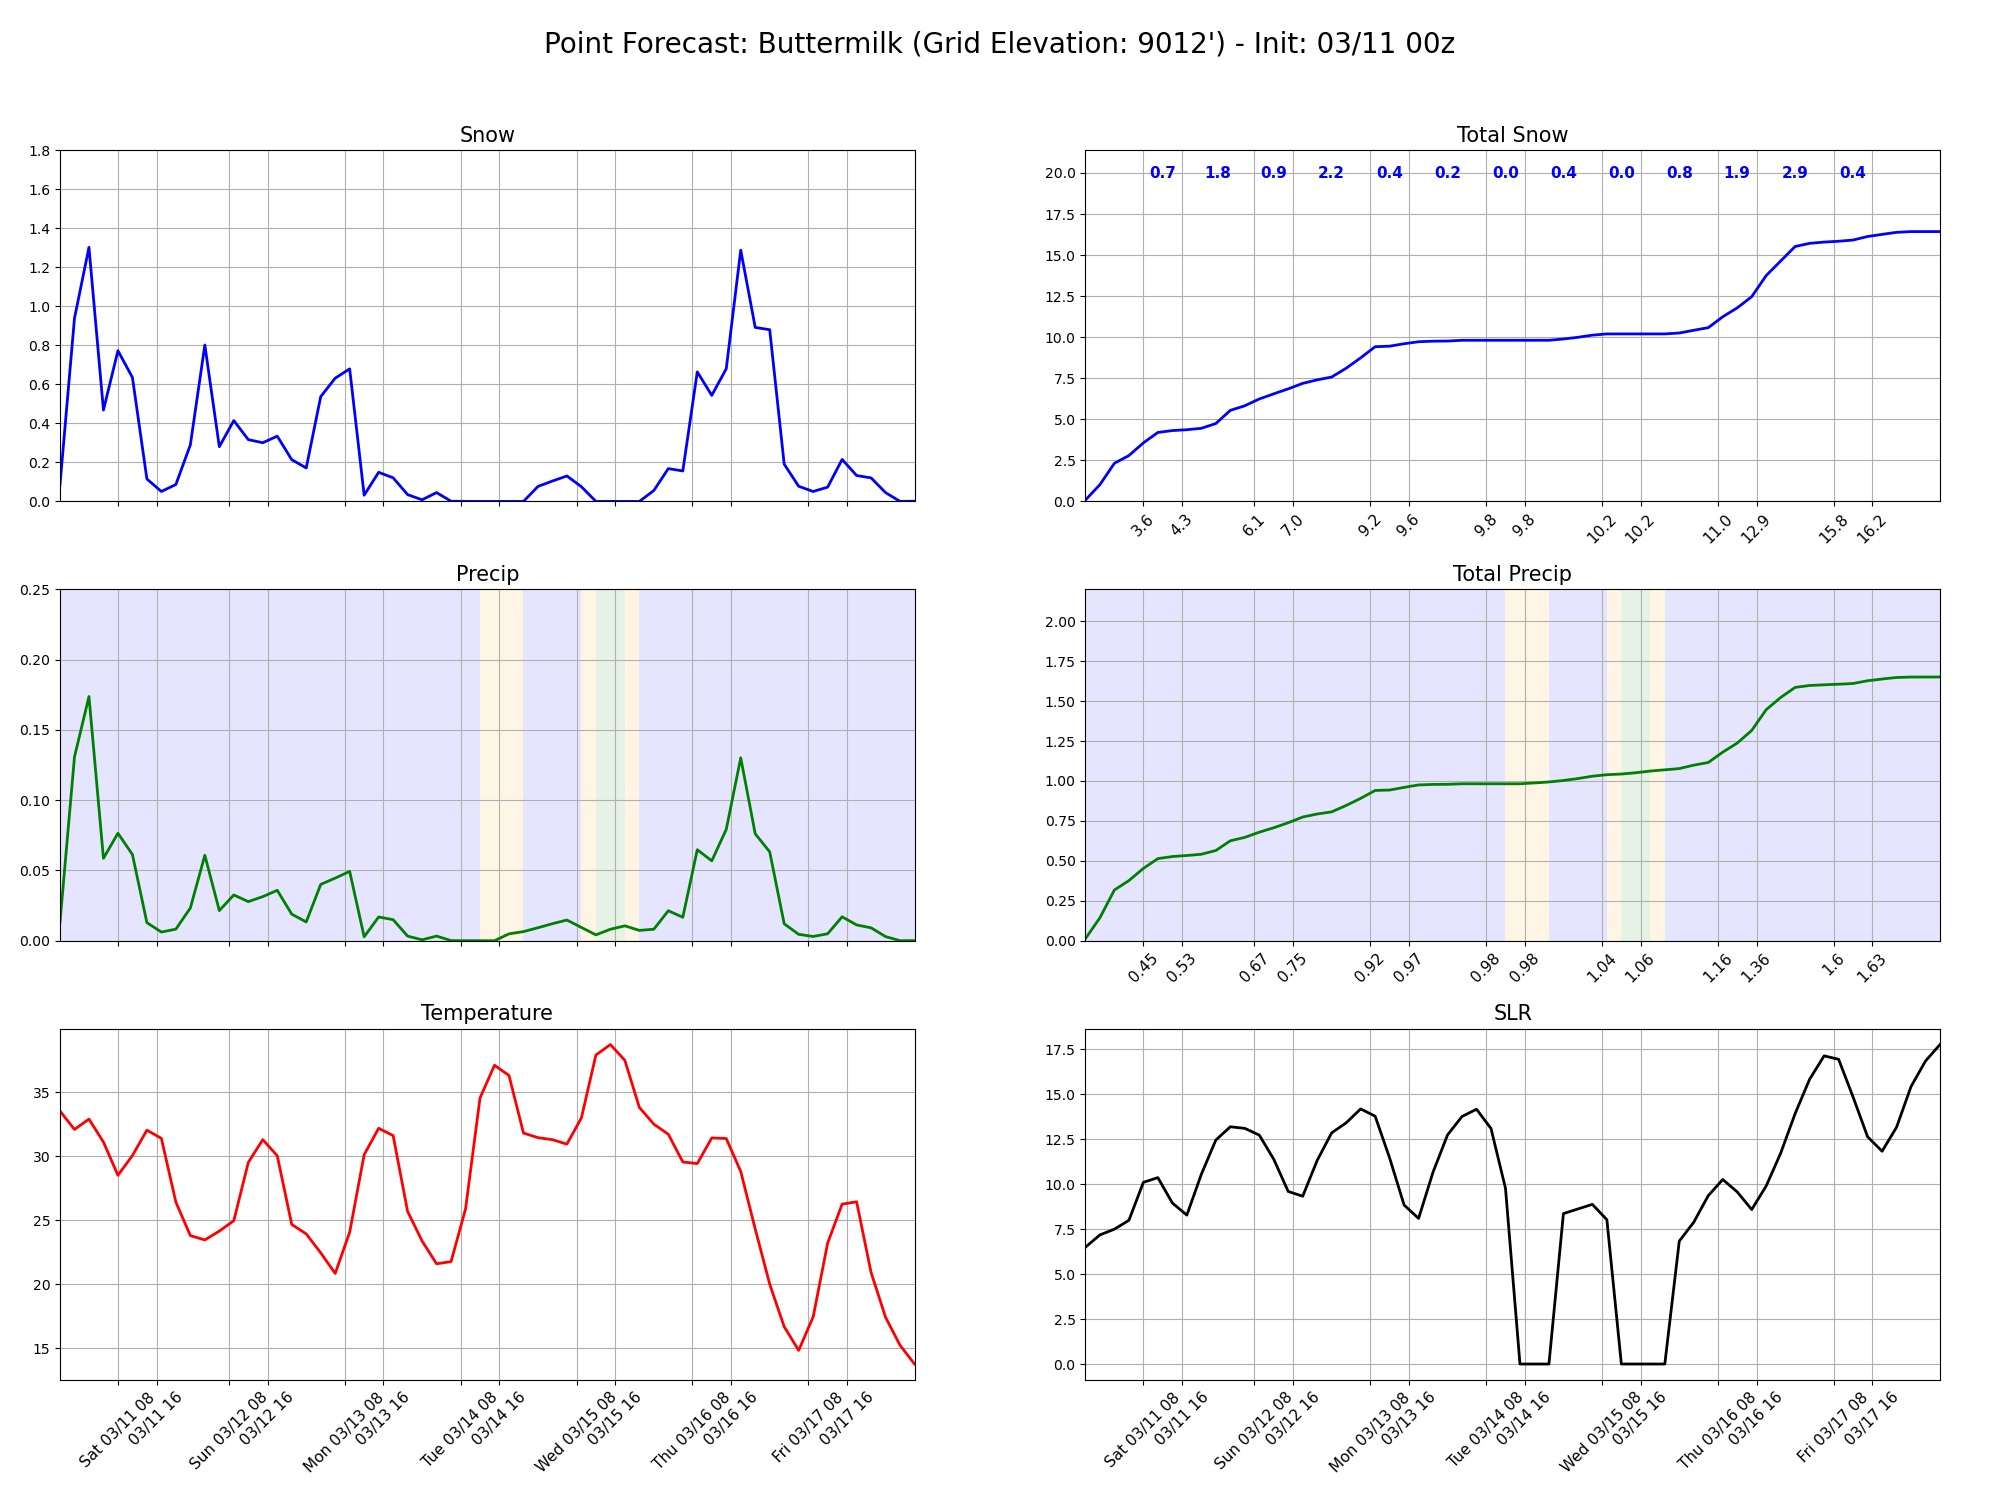 Point Forecast: Buttermilk (Grid Elevation: 9012') - Init: 03/11 00z
Snow
1.8
1.6
1.4
1.2
1.0
0.8
0.6
0.4
0.2
0.0
Total Snow
20.0
17.5
15.0
12.5
10.0
7.5
5.0
2.5
0.0
0.7 1.8 0.9 2.2 0.4 0.2 0.0 0.4 0.0 0.8 1.9 2.9 0.4
3.6 4.3 6.1 7.0 9.2 9.6 9.8 9.8 10.2 10.2 11.0 12.9 15.8 16.2
Precip
0.25
0.20
0.15
0.10
0.05
0.00
Total Precip
2.00
1.75
1.50
1.25
1.00
0.75
0.50
0.25
0.00
0.45 0.53 0.67 0.75 0.92 0.97 0.98 0.98 1.04 1.06 1.16 1.36 1.6 1.63
Temperature
35
30
25
20
15
Sat 03/11 08
03/11 16
Sun 03/12 08
03/12 16
Mon 03/13 08
03/13 16
Tue 03/14 08
03/14 16
Wed 03/15 08
03/15 16
Thu 03/16 08
03/16 16
Fri 03/17 08
03/17 16
SLR
17.5
15.0
12.5
10.0
7.5
5.0
2.5
0.0
Sat 03/11 08
03/11 16
Sun 03/12 08
03/12 16
Mon 03/13 08
03/13 16
Tue 03/14 08
03/14 16
Wed 03/15 08
03/15 16
Thu 03/16 08
03/16 16
Fri 03/17 08
03/17 16